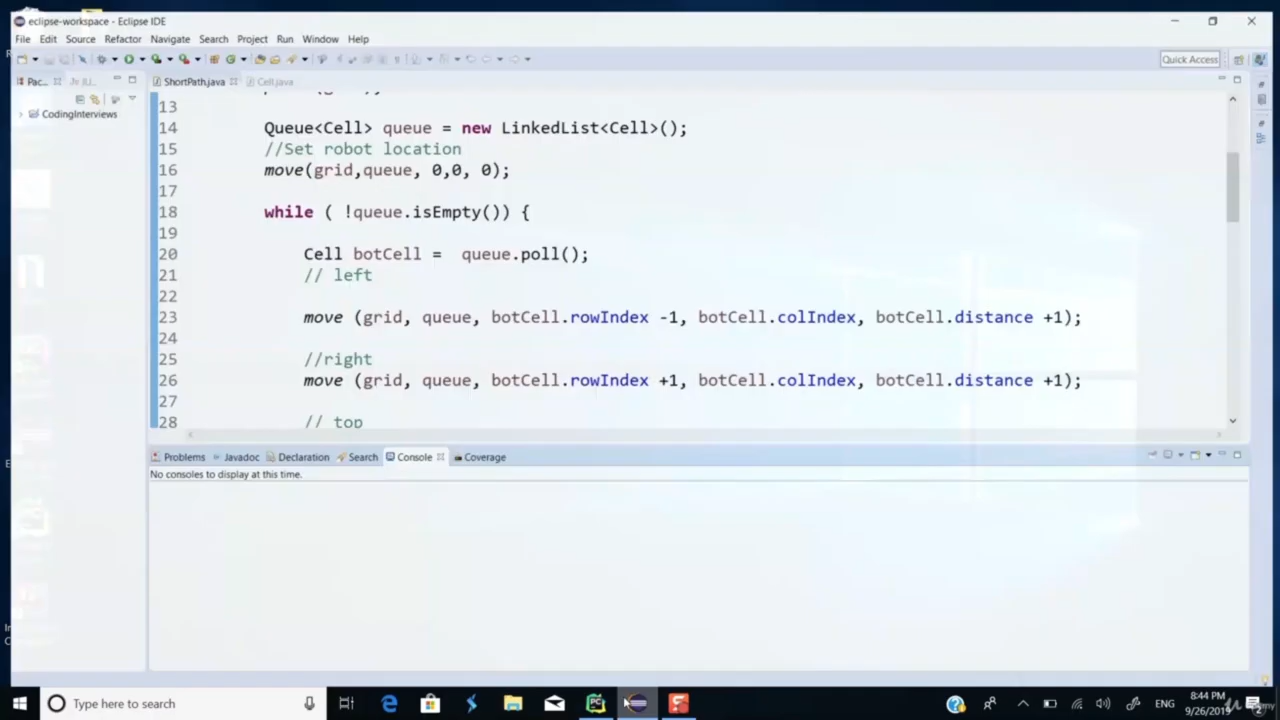 eclipse-workspace - Eclipse IDE
File Edit Source Refactor Navigate Search Project Run Window Help
Quick Access
Pac... JU... ShortPath.java Cell.java
CodingInterviews
13
14 Queue<Cell> queue = new LinkedList<Cell>();
15 //Set robot location
16 move(grid,queue, 0,0, 0);
17
18 while ( !queue.isEmpty()) {
19
20 Cell botCell = queue.poll();
21 // left
22
23 move (grid, queue, botCell.rowIndex -1, botCell.colIndex, botCell.distance +1);
24
25 //right
26 move (grid, queue, botCell.rowIndex +1, botCell.colIndex, botCell.distance +1);
27
28 // top
Problems Javadoc Declaration Search Console Coverage
No consoles to display at this time.
Type here to search
ENG
8:44 PM